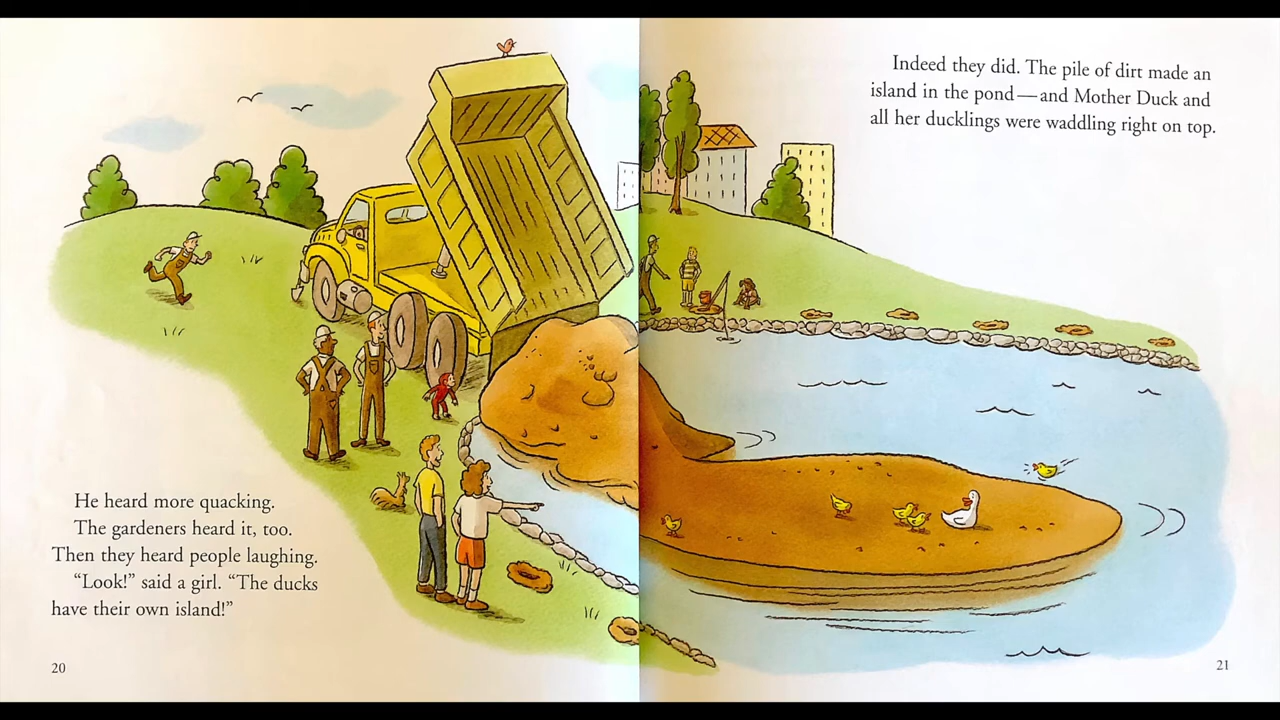 He heard more quacking.
The gardeners heard it, too.
Then they heard people laughing.
“Look!” said a girl. “The ducks
have their own island!”
20
Indeed they did. The pile of dirt made an
island in the pond—and Mother Duck and
all her ducklings were waddling right on top.
21